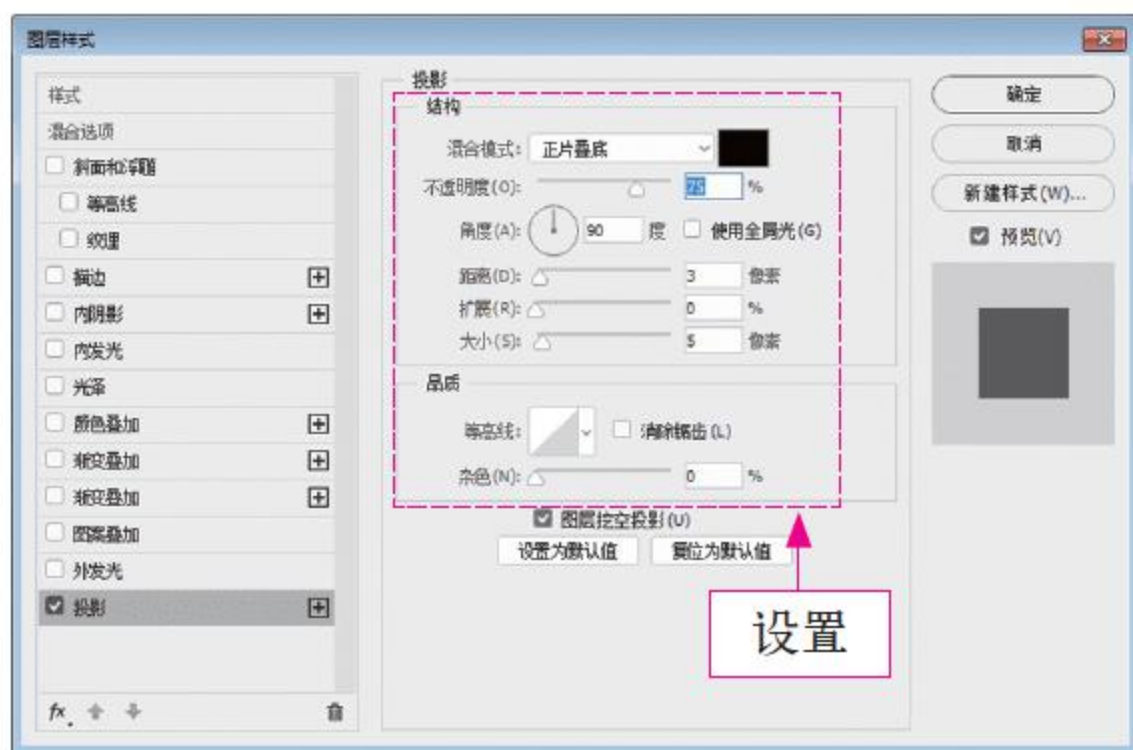 图层样式
样式
混合选项
斜面和浮雕
等高线
纹理
描边
内阴影
内发光
光泽
颜色叠加
渐变叠加
渐变叠加
图案叠加
外发光
投影
fx
投影
结构
混合模式: 正片叠底
不透明度(O): 75 %
角度(A): 90 度 使用全局光(G)
距离(D): 3 像素
扩展(R): 0 %
大小(S): 5 像素
品质
等高线: 消除锯齿(L)
杂色(N): 0 %
图层挖空投影(U)
设置为默认值 复位为默认值
设置
确定
取消
新建样式(W)...
预览(V)